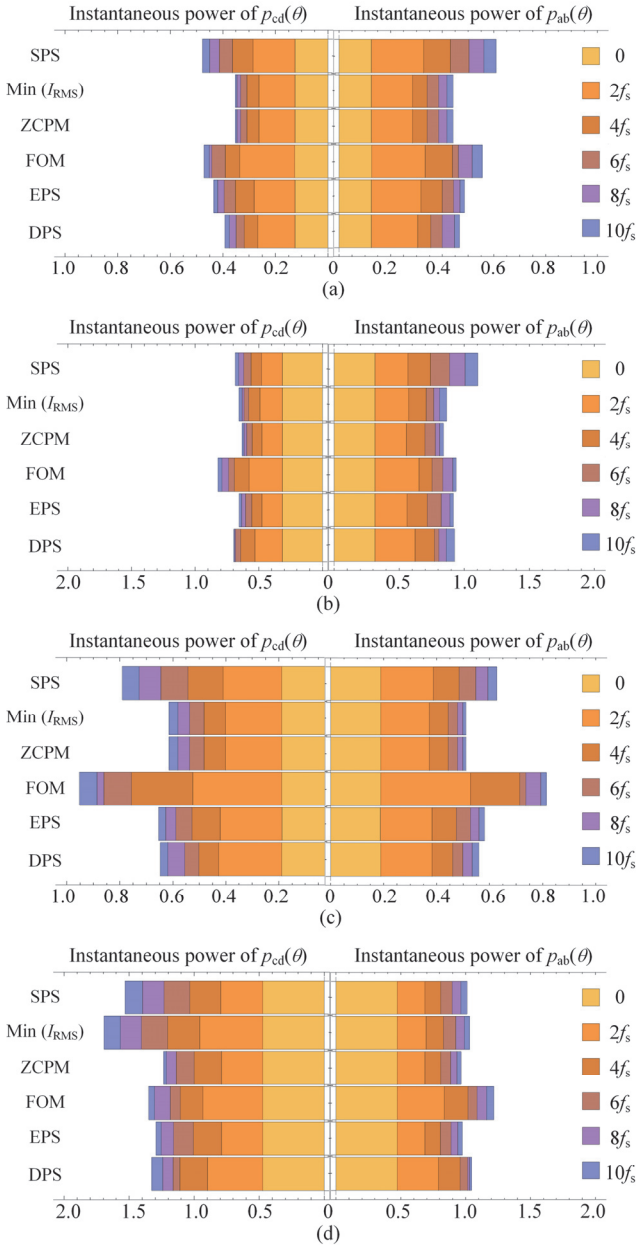 Instantaneous power of p_cd(θ) Instantaneous power of p_ab(θ)
SPS 0
Min (I_RMS) 2f_s
ZCPM 4f_s
FOM 6f_s
EPS 8f_s
DPS 10f_s
1.0 0.8 0.6 0.4 0.2 0 0.2 0.4 0.6 0.8 1.0
(a)
Instantaneous power of p_cd(θ) Instantaneous power of p_ab(θ)
SPS 0
Min (I_RMS) 2f_s
ZCPM 4f_s
FOM 6f_s
EPS 8f_s
DPS 10f_s
2.0 1.5 1.0 0.5 0 0.5 1.0 1.5 2.0
(b)
Instantaneous power of p_cd(θ) Instantaneous power of p_ab(θ)
SPS 0
Min (I_RMS) 2f_s
ZCPM 4f_s
FOM 6f_s
EPS 8f_s
DPS 10f_s
1.0 0.8 0.6 0.4 0.2 0 0.2 0.4 0.6 0.8 1.0
(c)
Instantaneous power of p_cd(θ) Instantaneous power of p_ab(θ)
SPS 0
Min (I_RMS) 2f_s
ZCPM 4f_s
FOM 6f_s
EPS 8f_s
DPS 10f_s
2.0 1.5 1.0 0.5 0 0.5 1.0 1.5 2.0
(d)